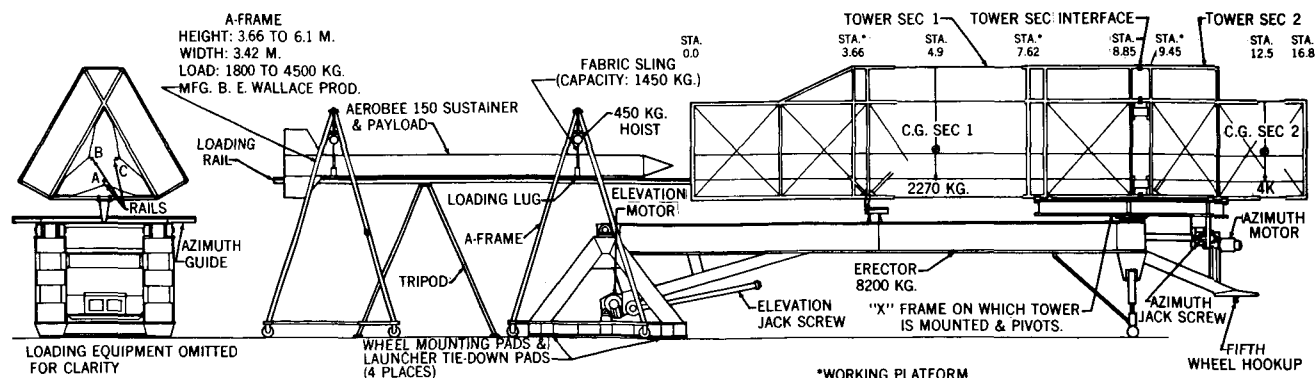 A-FRAME
HEIGHT: 3.66 TO 6.1 M.
WIDTH: 3.42 M.
LOAD: 1800 TO 4500 KG.
MFG. B. E. WALLACE PROD.
LOADING
RAIL
AEROBEE 150 SUSTAINER
& PAYLOAD
FABRIC SLING
(CAPACITY: 1450 KG.)
450 KG.
HOIST
TOWER SEC 1
TOWER SEC INTERFACE
TOWER SEC 2
STA.
0.0
STA.*
3.66
STA.
4.9
STA.*
7.62
STA.
8.85
STA.*
9.45
STA.
12.5
STA.
16.8
B
C
A
RAILS
AZIMUTH
GUIDE
LOADING LUG
ELEVATION
MOTOR
A-FRAME
TRIPOD
C.G. SEC 1
2270 KG.
C.G. SEC 2
4K
AZIMUTH
MOTOR
ERECTOR
8200 KG.
ELEVATION
JACK SCREW
"X" FRAME ON WHICH TOWER
IS MOUNTED & PIVOTS.
AZIMUTH
JACK SCREW
FIFTH
WHEEL HOOKUP
LOADING EQUIPMENT OMITTED
FOR CLARITY
WHEEL MOUNTING PADS &
LAUNCHER TIE-DOWN PADS
(4 PLACES)
*WORKING PLATFORM